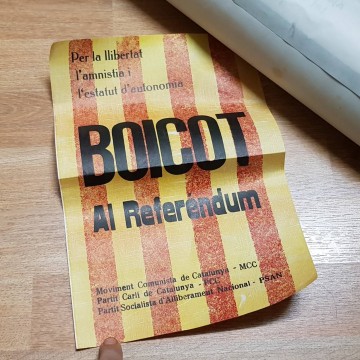 Per la llibertat
l'amnistia i
l'estatut d'autonomia
BOICOT
Al Referendum
Moviment Comunista de Catalunya - MCC
Partit Carlí de Catalunya - PCC
Partit Socialista d'Alliberament Nacional - PSAN